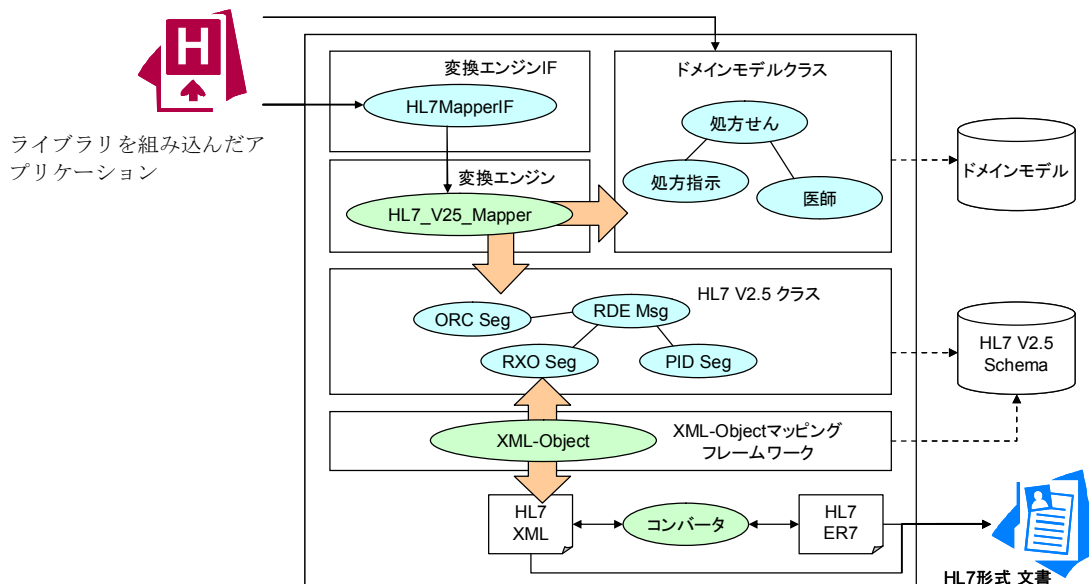 H
ライブラリを組み込んだア
プリケーション
変換エンジンIF
HL7MapperIF
変換エンジン
HL7_V25_Mapper
ドメインモデルクラス
処方せん
処方指示
医師
ドメインモデル
HL7 V2.5 クラス
ORC Seg
RDE Msg
RXO Seg
PID Seg
HL7 V2.5
Schema
XML-Object
XML-Objectマッピング
フレームワーク
HL7
XML
コンバータ
HL7
ER7
HL7形式 文書